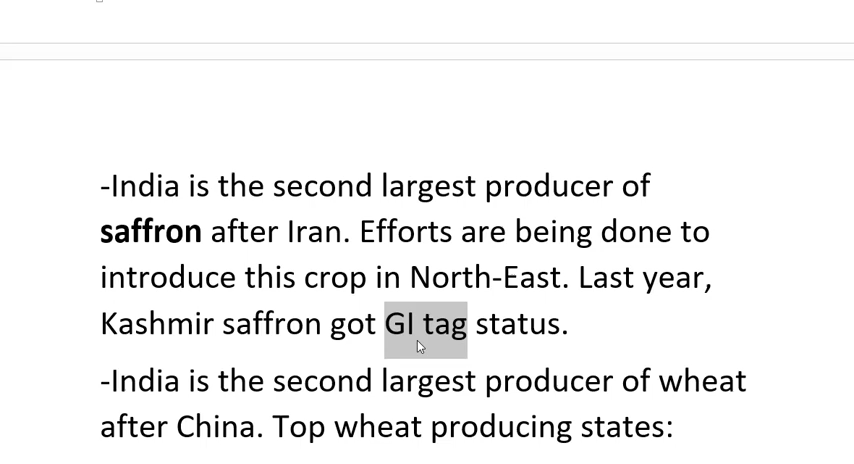 -India is the second largest producer of
saffron after Iran. Efforts are being done to
introduce this crop in North-East. Last year,
Kashmir saffron got GI tag status.
-India is the second largest producer of wheat
after China. Top wheat producing states: